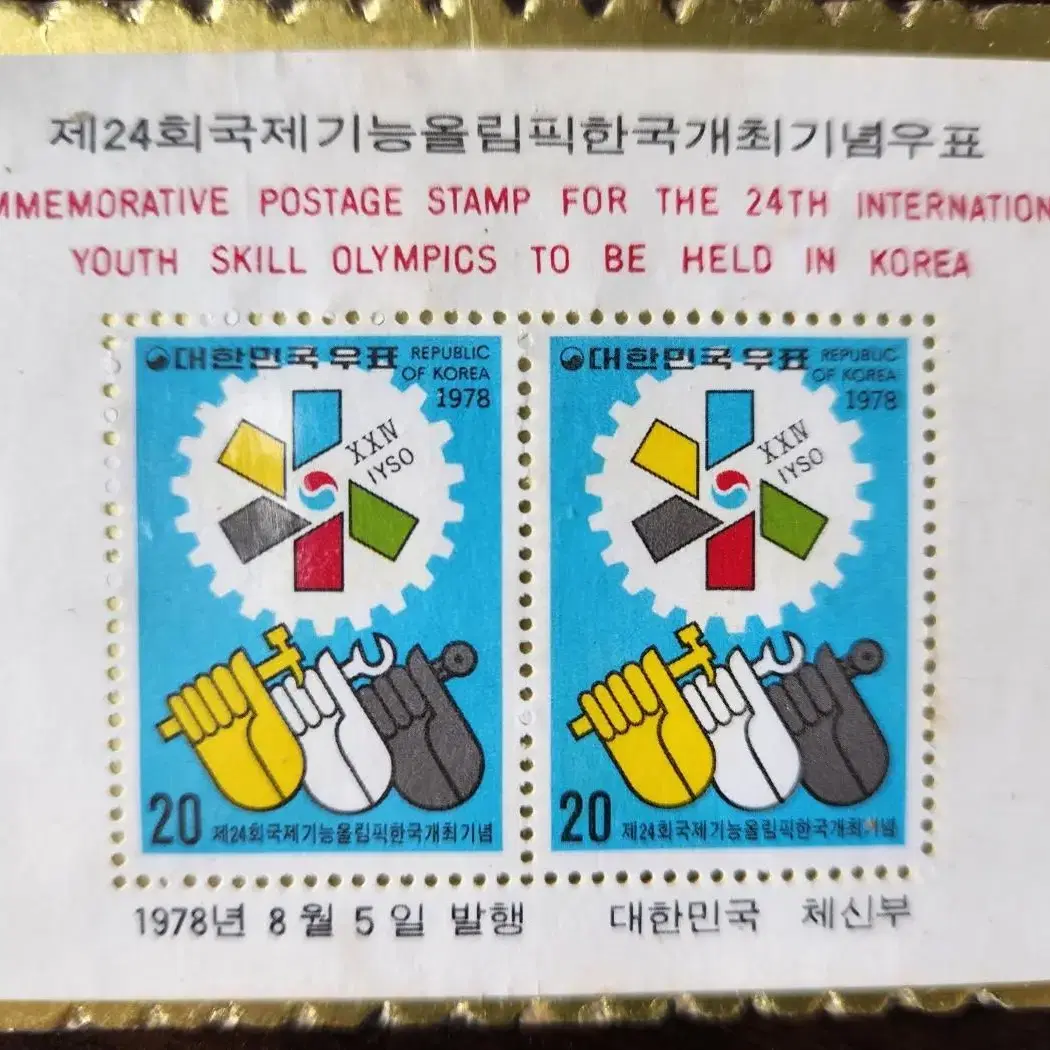 제24회국제기능올림픽한국개최기념우표
MMEMORATIVE POSTAGE STAMP FOR THE 24TH INTERNATION
YOUTH SKILL OLYMPICS TO BE HELD IN KOREA
대한민국우표 REPUBLIC
OF KOREA
1978
XXIV
IYSO
20 제24회국제기능올림픽한국개최기념
대한민국우표 REPUBLIC
OF KOREA
1978
XXIV
IYSO
20 제24회국제기능올림픽한국개최기념
1978년 8월 5일 발행 대한민국 체신부